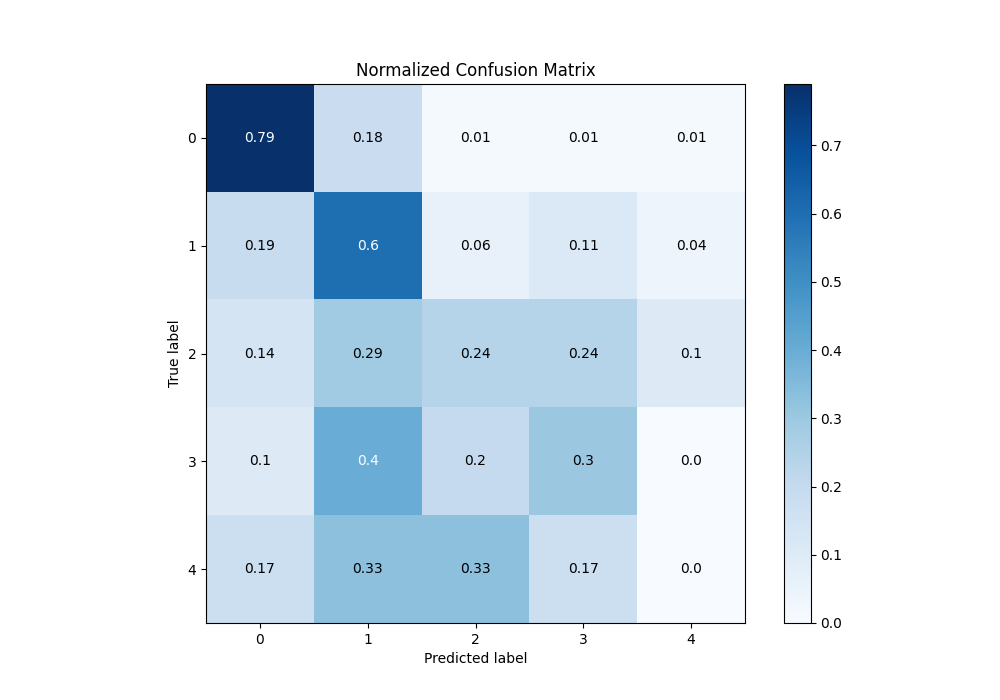 Normalized Confusion Matrix
0 0.79 0.18 0.01 0.01 0.01
1 0.19 0.6 0.06 0.11 0.04
2 0.14 0.29 0.24 0.24 0.1
3 0.1 0.4 0.2 0.3 0.0
4 0.17 0.33 0.33 0.17 0.0
0 1 2 3 4
Predicted label
True label
0.7
0.6
0.5
0.4
0.3
0.2
0.1
0.0